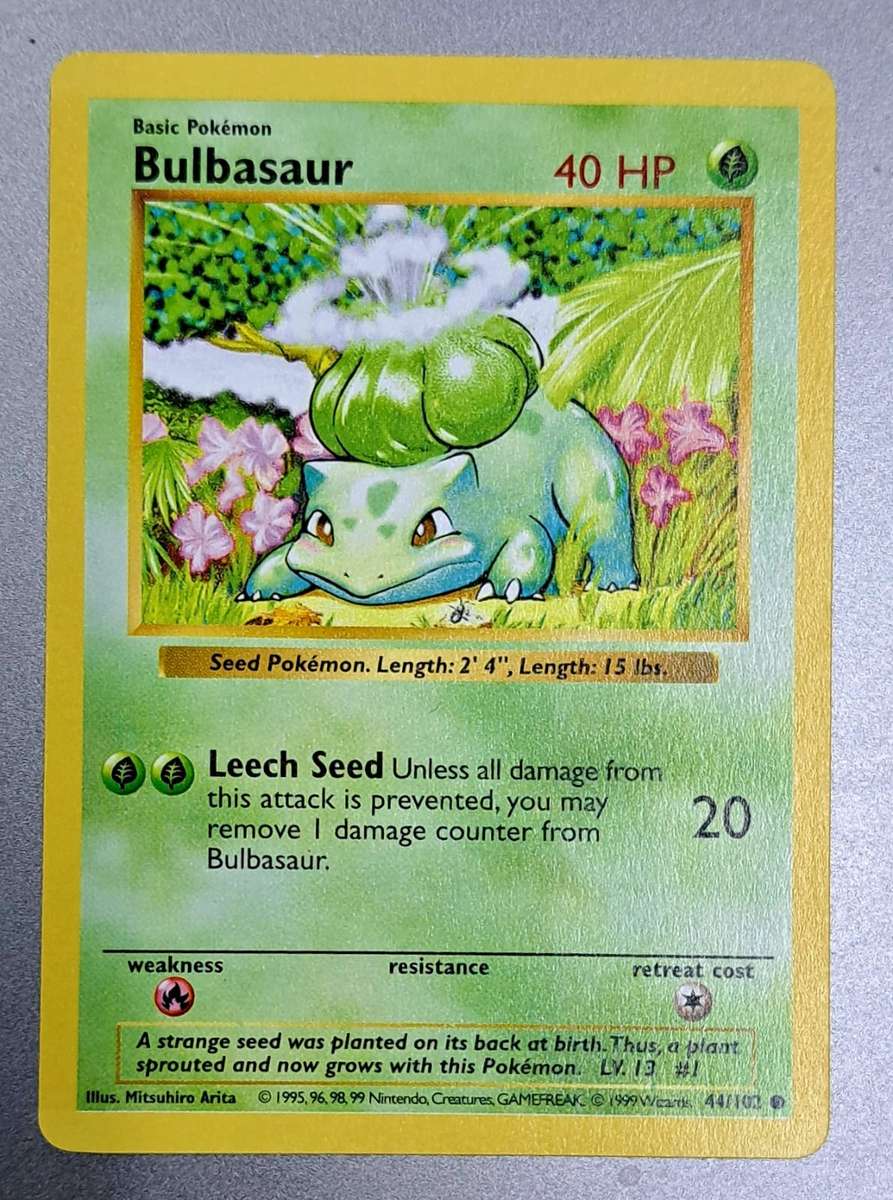 Basic Pokémon
Bulbasaur 40 HP
Seed Pokémon. Length: 2' 4", Length: 15 lbs.
Leech Seed Unless all damage from
this attack is prevented, you may
remove 1 damage counter from
Bulbasaur.
20
weakness resistance retreat cost
A strange seed was planted on its back at birth. Thus, a plant
sprouted and now grows with this Pokémon. LV. 13 #1
Illus. Mitsuhiro Arita © 1995, 96, 98, 99 Nintendo, Creatures, GAMEFREAK. © 1999 Wizards. 44/102